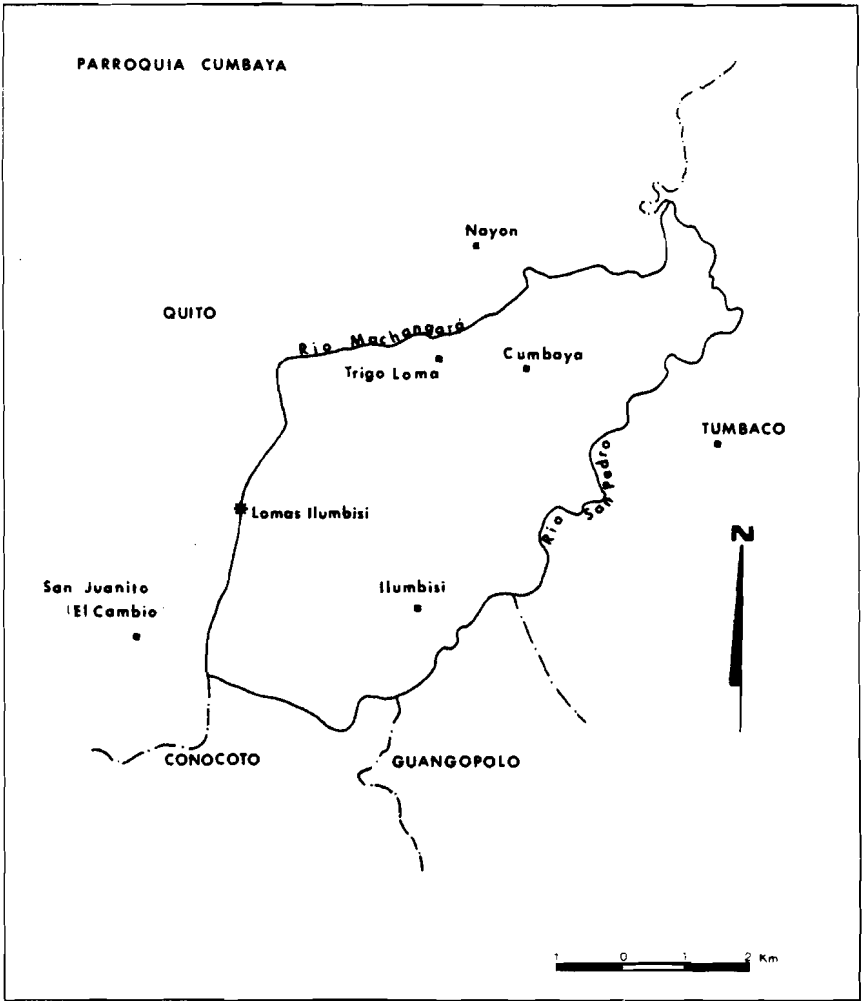 PARROQUIA CUMBAYA
Nayon
QUITO
Rio Machangará
Cumbaya
Trigo Loma
TUMBACO
Rio San Pedro
Lomas Ilumbisi
N
San Juanito
El Cambio
Ilumbisi
CONOCOTO
GUANGOPOLO
1 0 1 2 Km